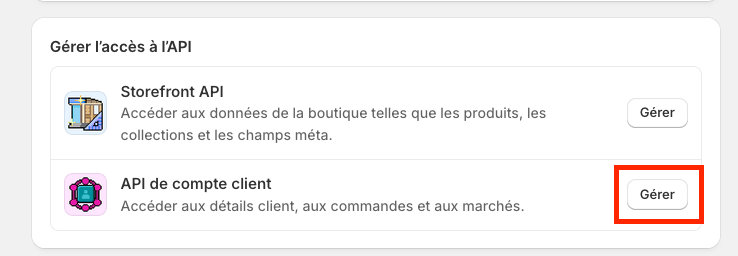 Gérer l’accès à l’API
Storefront API
Accéder aux données de la boutique telles que les produits, les
collections et les champs méta.
Gérer
API de compte client
Accéder aux détails client, aux commandes et aux marchés.
Gérer